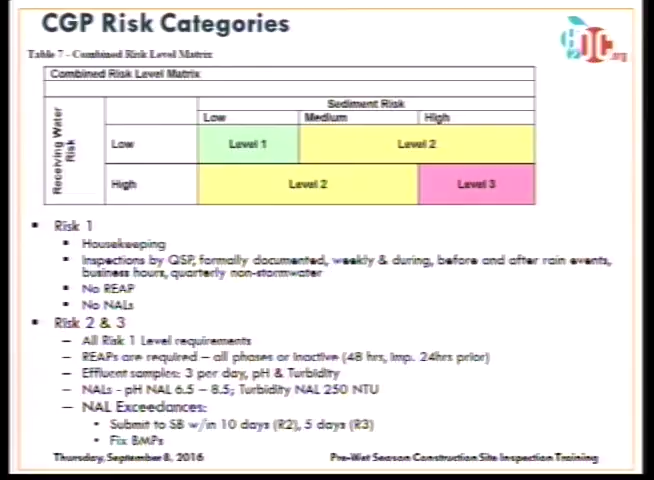 CGP Risk Categories
H2OC.org
Table 7 - Combined Risk Level Matrix
Combined Risk Level Matrix
Sediment Risk
Low Medium High
Receiving Water
Risk
Low Level 1 Level 2
High Level 2 Level 3
Risk 1
Housekeeping
Inspections by QSP, formally documented, weekly & during, before and after rain events,
business hours, quarterly non-stormwater
No REAP
No NALs
Risk 2 & 3
– All Risk 1 Level requirements
– REAPs are required – all phases or inactive (48 hrs, imp. 24hrs prior)
– Effluent samples: 3 per day, pH & Turbidity
– NALs - pH NAL 6.5 – 8.5; Turbidity NAL 250 NTU
– NAL Exceedances:
• Submit to SB w/in 10 days (R2), 5 days (R3)
• Fix BMPs
Thursday, September 8, 2016 Pre-Wet Season Construction Site Inspection Training